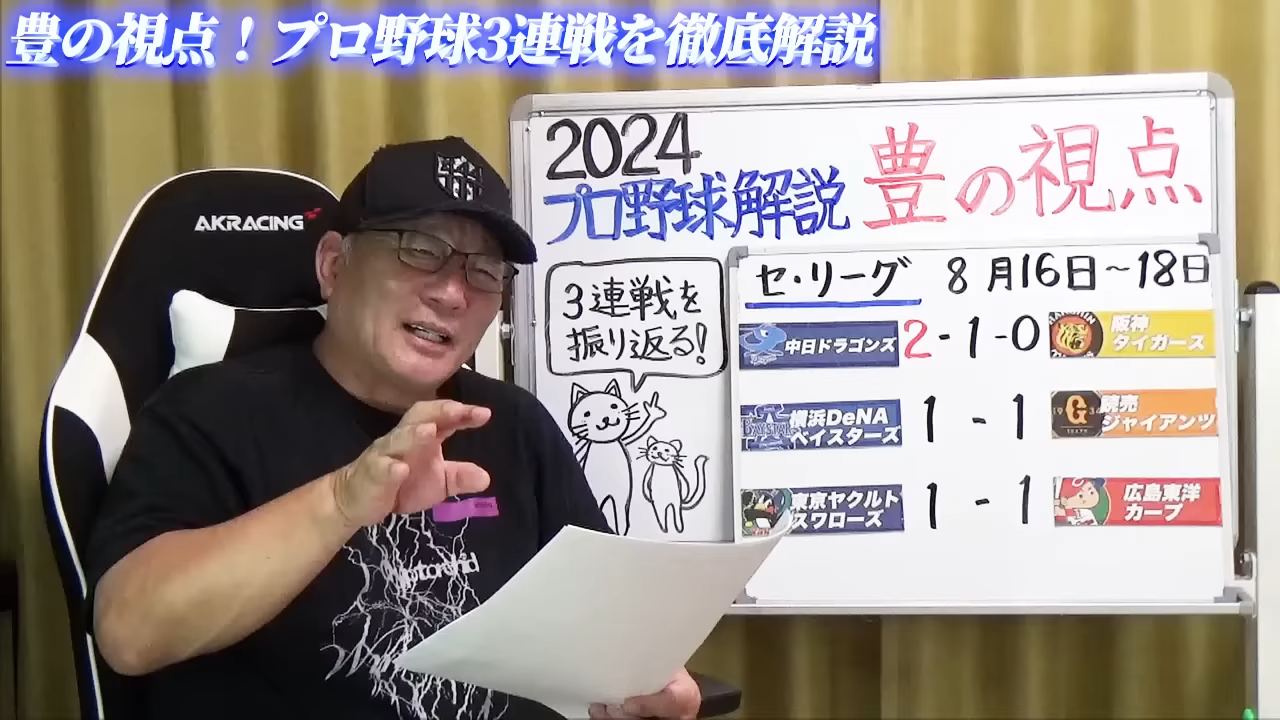 豊の視点！プロ野球3連戦を徹底解説
AKRACING
2024
プロ野球解説 豊の視点
3連戦を
振り返る!
セ・リーグ 8月16日～18日
中日ドラゴンズ 2-1-0 阪神タイガース
横浜DeNA
ベイスターズ 1 - 1 読売
ジャイアンツ
東京ヤクルト
スワローズ 1 - 1 広島東洋
カープ